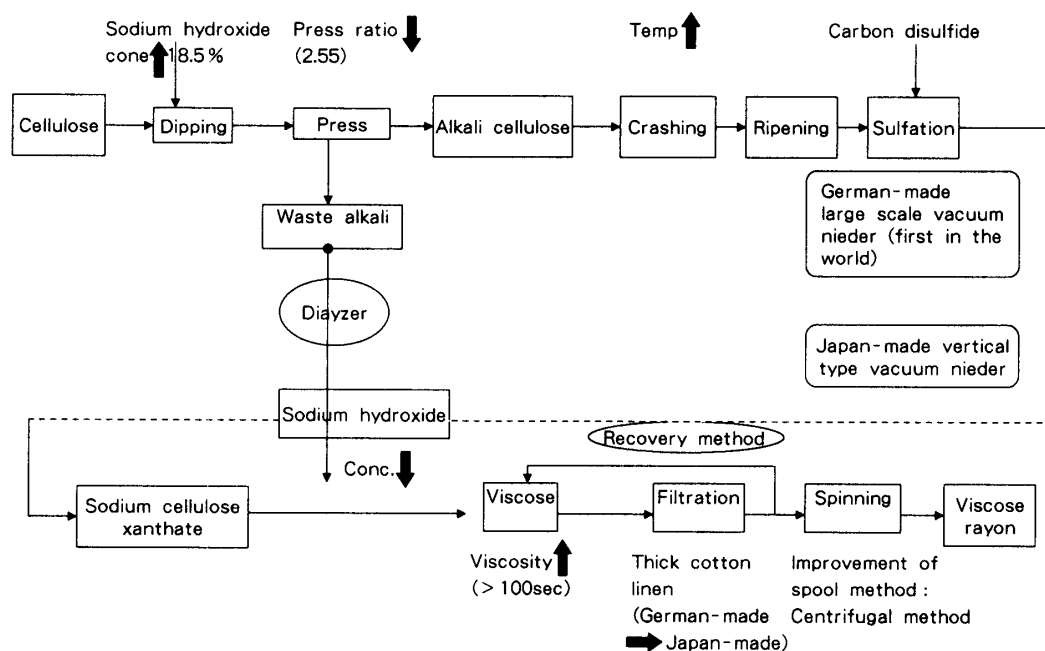 Sodium hydroxide
cone 18.5%
Press ratio
(2.55)
Temp
Carbon disulfide
Cellulose
Dipping
Press
Alkali cellulose
Crashing
Ripening
Sulfation
German-made
large scale vacuum
nieder (first in the
world)
Waste alkali
Diayzer
Japan-made vertical
type vacuum nieder
Sodium hydroxide
Recovery method
Conc.
Sodium cellulose
xanthate
Viscose
Filtration
Spinning
Viscose
rayon
Viscosity
(>100sec)
Thick cotton
linen
(German-made
Japan-made)
Improvement of
spool method:
Centrifugal method